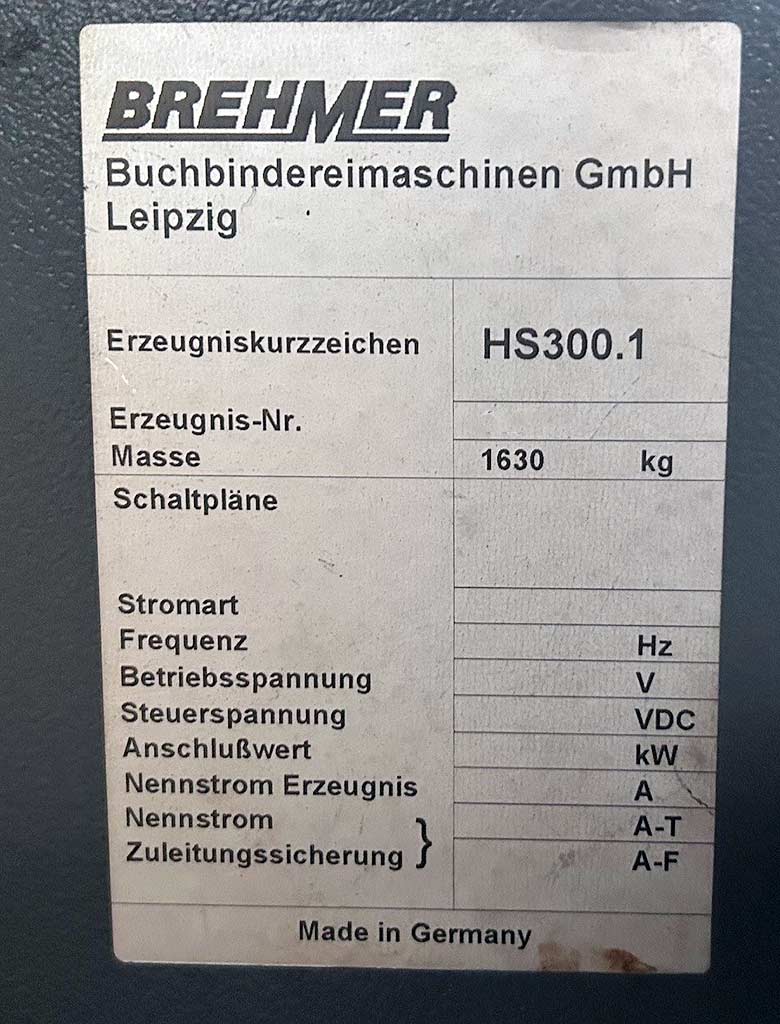 BREHMER
Buchbindereimaschinen GmbH
Leipzig
Erzeugniskurzzeichen HS300.1
Erzeugnis-Nr.
Masse 1630 kg
Schaltpläne
Stromart
Frequenz Hz
Betriebsspannung V
Steuerspannung VDC
Anschlußwert kW
Nennstrom Erzeugnis A
Nennstrom A-T
Zuleitungssicherung } A-F
Made in Germany